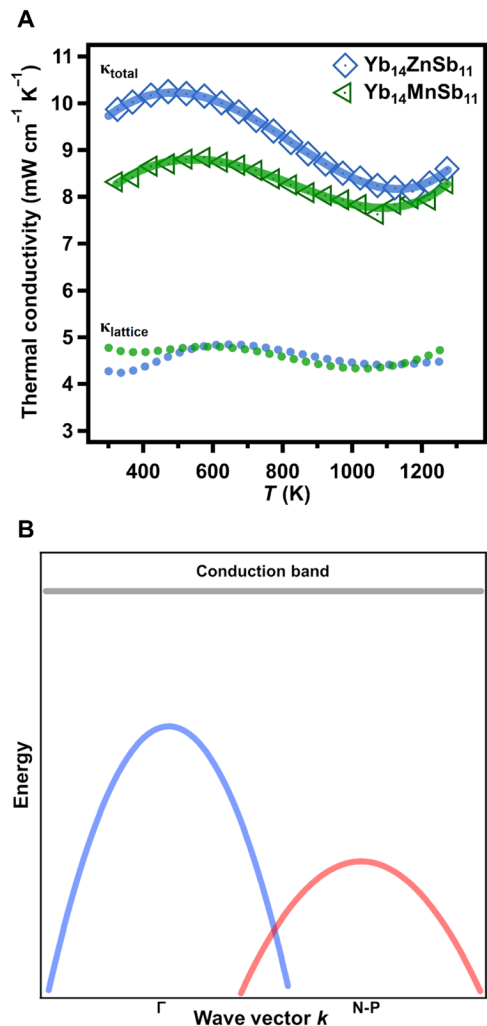 A
11
10
9
8
7
6
5
4
3
Thermal conductivity (mW cm⁻¹ K⁻¹)
κtotal
Yb₁₄ZnSb₁₁
Yb₁₄MnSb₁₁
κlattice
400
600
800
1000
1200
T (K)
B
Conduction band
Energy
Γ
N-P
Wave vector k